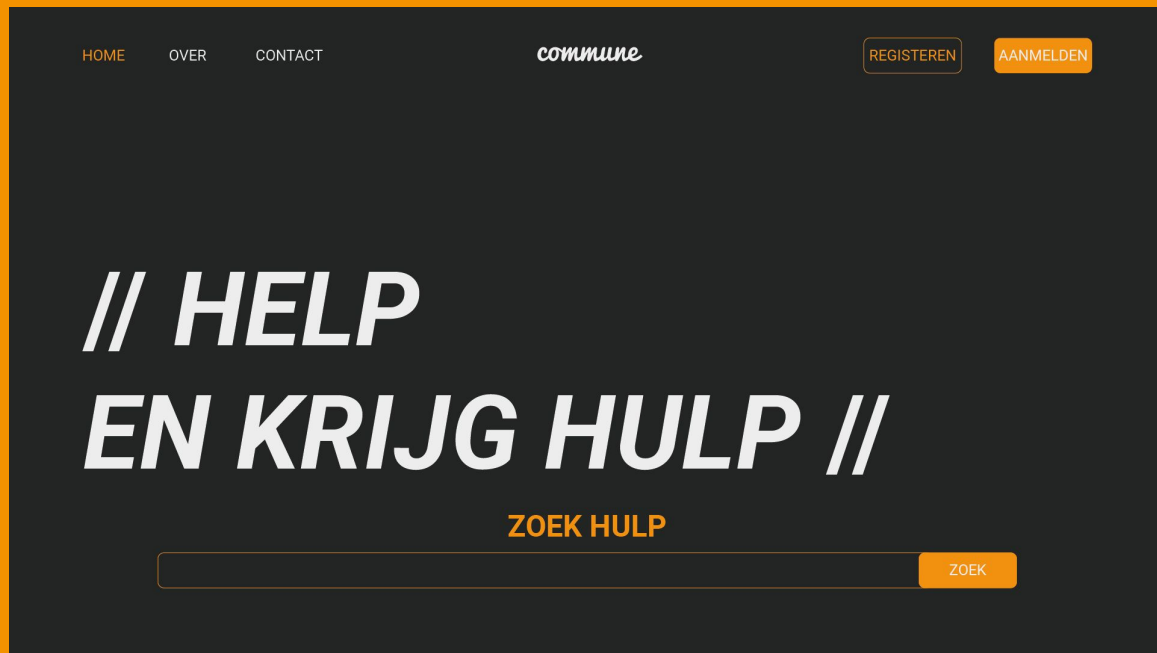 HOME OVER CONTACT commune REGISTEREN AANMELDEN
// HELP
EN KRIJG HULP //
ZOEK HULP
ZOEK